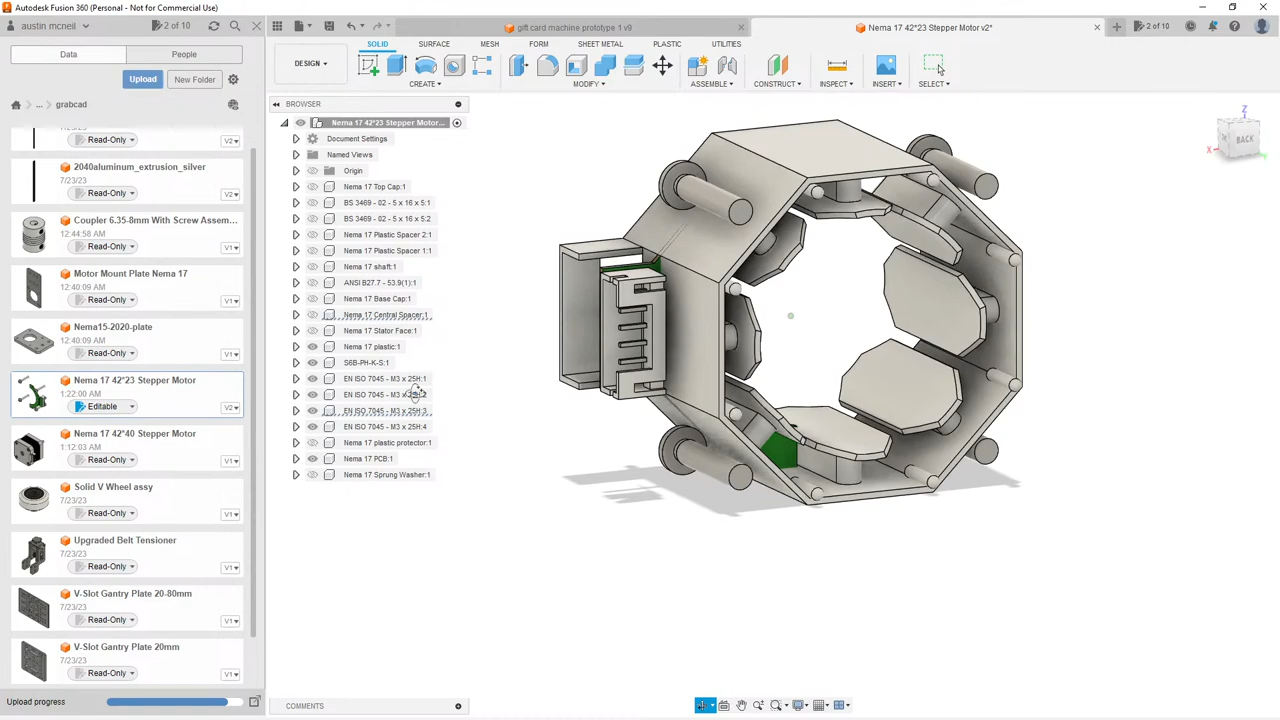 Autodesk Fusion 360 (Personal - Not for Commercial Use)
austin mcneil
2 of 10
gift card machine prototype 1 v9
Nema 17 42*23 Stepper Motor v2*
2 of 10
Data
People
Upload
New Folder
... grabcad
Read-Only
V2
2040aluminum_extrusion_silver
7/23/23
Read-Only
V2
Coupler 6.35-8mm With Screw Assem...
12:44:58 AM
Read-Only
V1
Motor Mount Plate Nema 17
12:40:09 AM
Read-Only
V1
Nema15-2020-plate
12:40:09 AM
Read-Only
V1
Nema 17 42*23 Stepper Motor
1:22:00 AM
Editable
V2
Nema 17 42*40 Stepper Motor
1:12:03 AM
Read-Only
V1
Solid V Wheel assy
7/23/23
Read-Only
V1
Upgraded Belt Tensioner
7/23/23
Read-Only
V1
V-Slot Gantry Plate 20-80mm
7/23/23
Read-Only
V1
V-Slot Gantry Plate 20mm
7/23/23
Read-Only
V1
Upload progress
SOLID
SURFACE
MESH
FORM
SHEET METAL
PLASTIC
UTILITIES
DESIGN
CREATE
MODIFY
ASSEMBLE
CONSTRUCT
INSPECT
INSERT
SELECT
BROWSER
Nema 17 42*23 Stepper Motor...
Document Settings
Named Views
Origin
Nema 17 Top Cap:1
BS 3469 - 02 - 5 x 16 x 5:1
BS 3469 - 02 - 5 x 16 x 5:2
Nema 17 Plastic Spacer 2:1
Nema 17 Plastic Spacer 1:1
Nema 17 shaft:1
ANSI B27.7 - 53.9(1):1
Nema 17 Base Cap:1
Nema 17 Central Spacer:1
Nema 17 Stator Face:1
Nema 17 plastic:1
S6B-PH-K-S:1
EN ISO 7045 - M3 x 25H:1
EN ISO 7045 - M3 x 25H:2
EN ISO 7045 - M3 x 25H:3
EN ISO 7045 - M3 x 25H:4
Nema 17 plastic protector:1
Nema 17 PCB:1
Nema 17 Sprung Washer:1
Z
X
BACK
COMMENTS